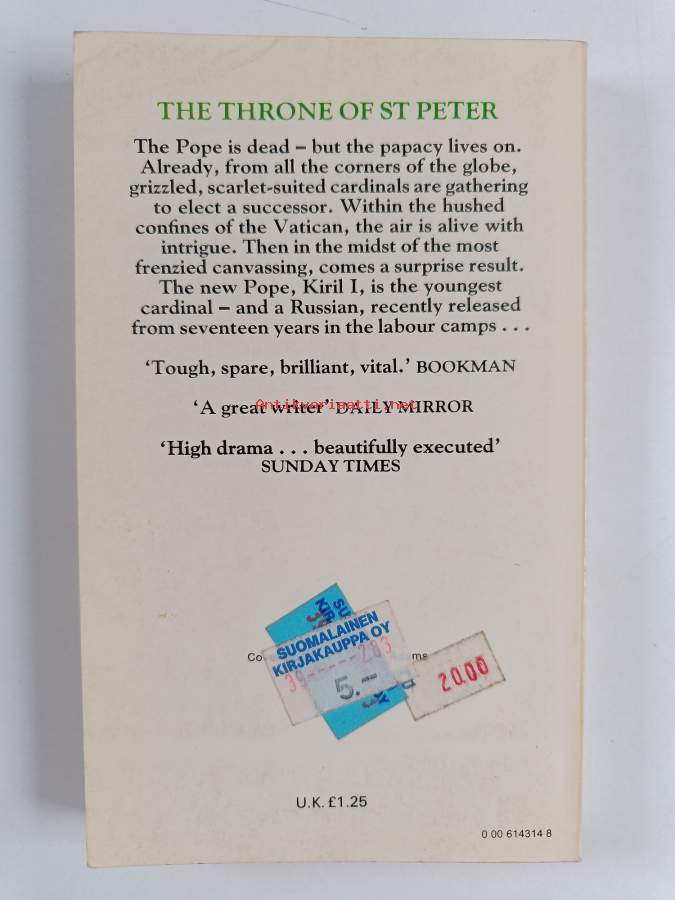 THE THRONE OF ST PETER
The Pope is dead – but the papacy lives on.
Already, from all the corners of the globe,
grizzled, scarlet-suited cardinals are gathering
to elect a successor. Within the hushed
confines of the Vatican, the air is alive with
intrigue. Then in the midst of the most
frenzied canvassing, comes a surprise result.
The new Pope, Kiril I, is the youngest
cardinal – and a Russian, recently released
from seventeen years in the labour camps . . .
‘Tough, spare, brilliant, vital.’ BOOKMAN
‘A great writer’ DAILY MIRROR
Antikvariaatti.net
‘High drama . . . beautifully executed’
SUNDAY TIMES
SUOMALAINEN
KIRJAKAUPPA OY
39-----283
5.—
20.00
U.K. £1.25
0 00 614314 8